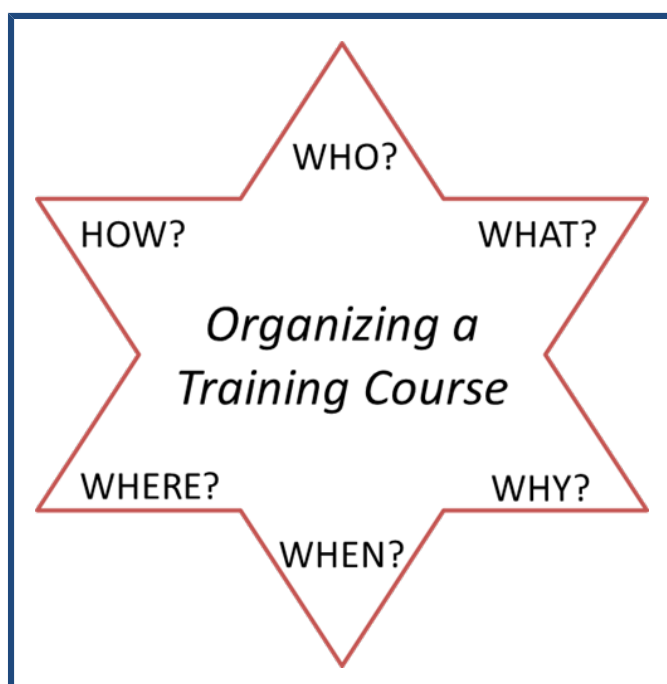 WHO?
HOW?
WHAT?
Organizing a
Training Course
WHERE?
WHY?
WHEN?